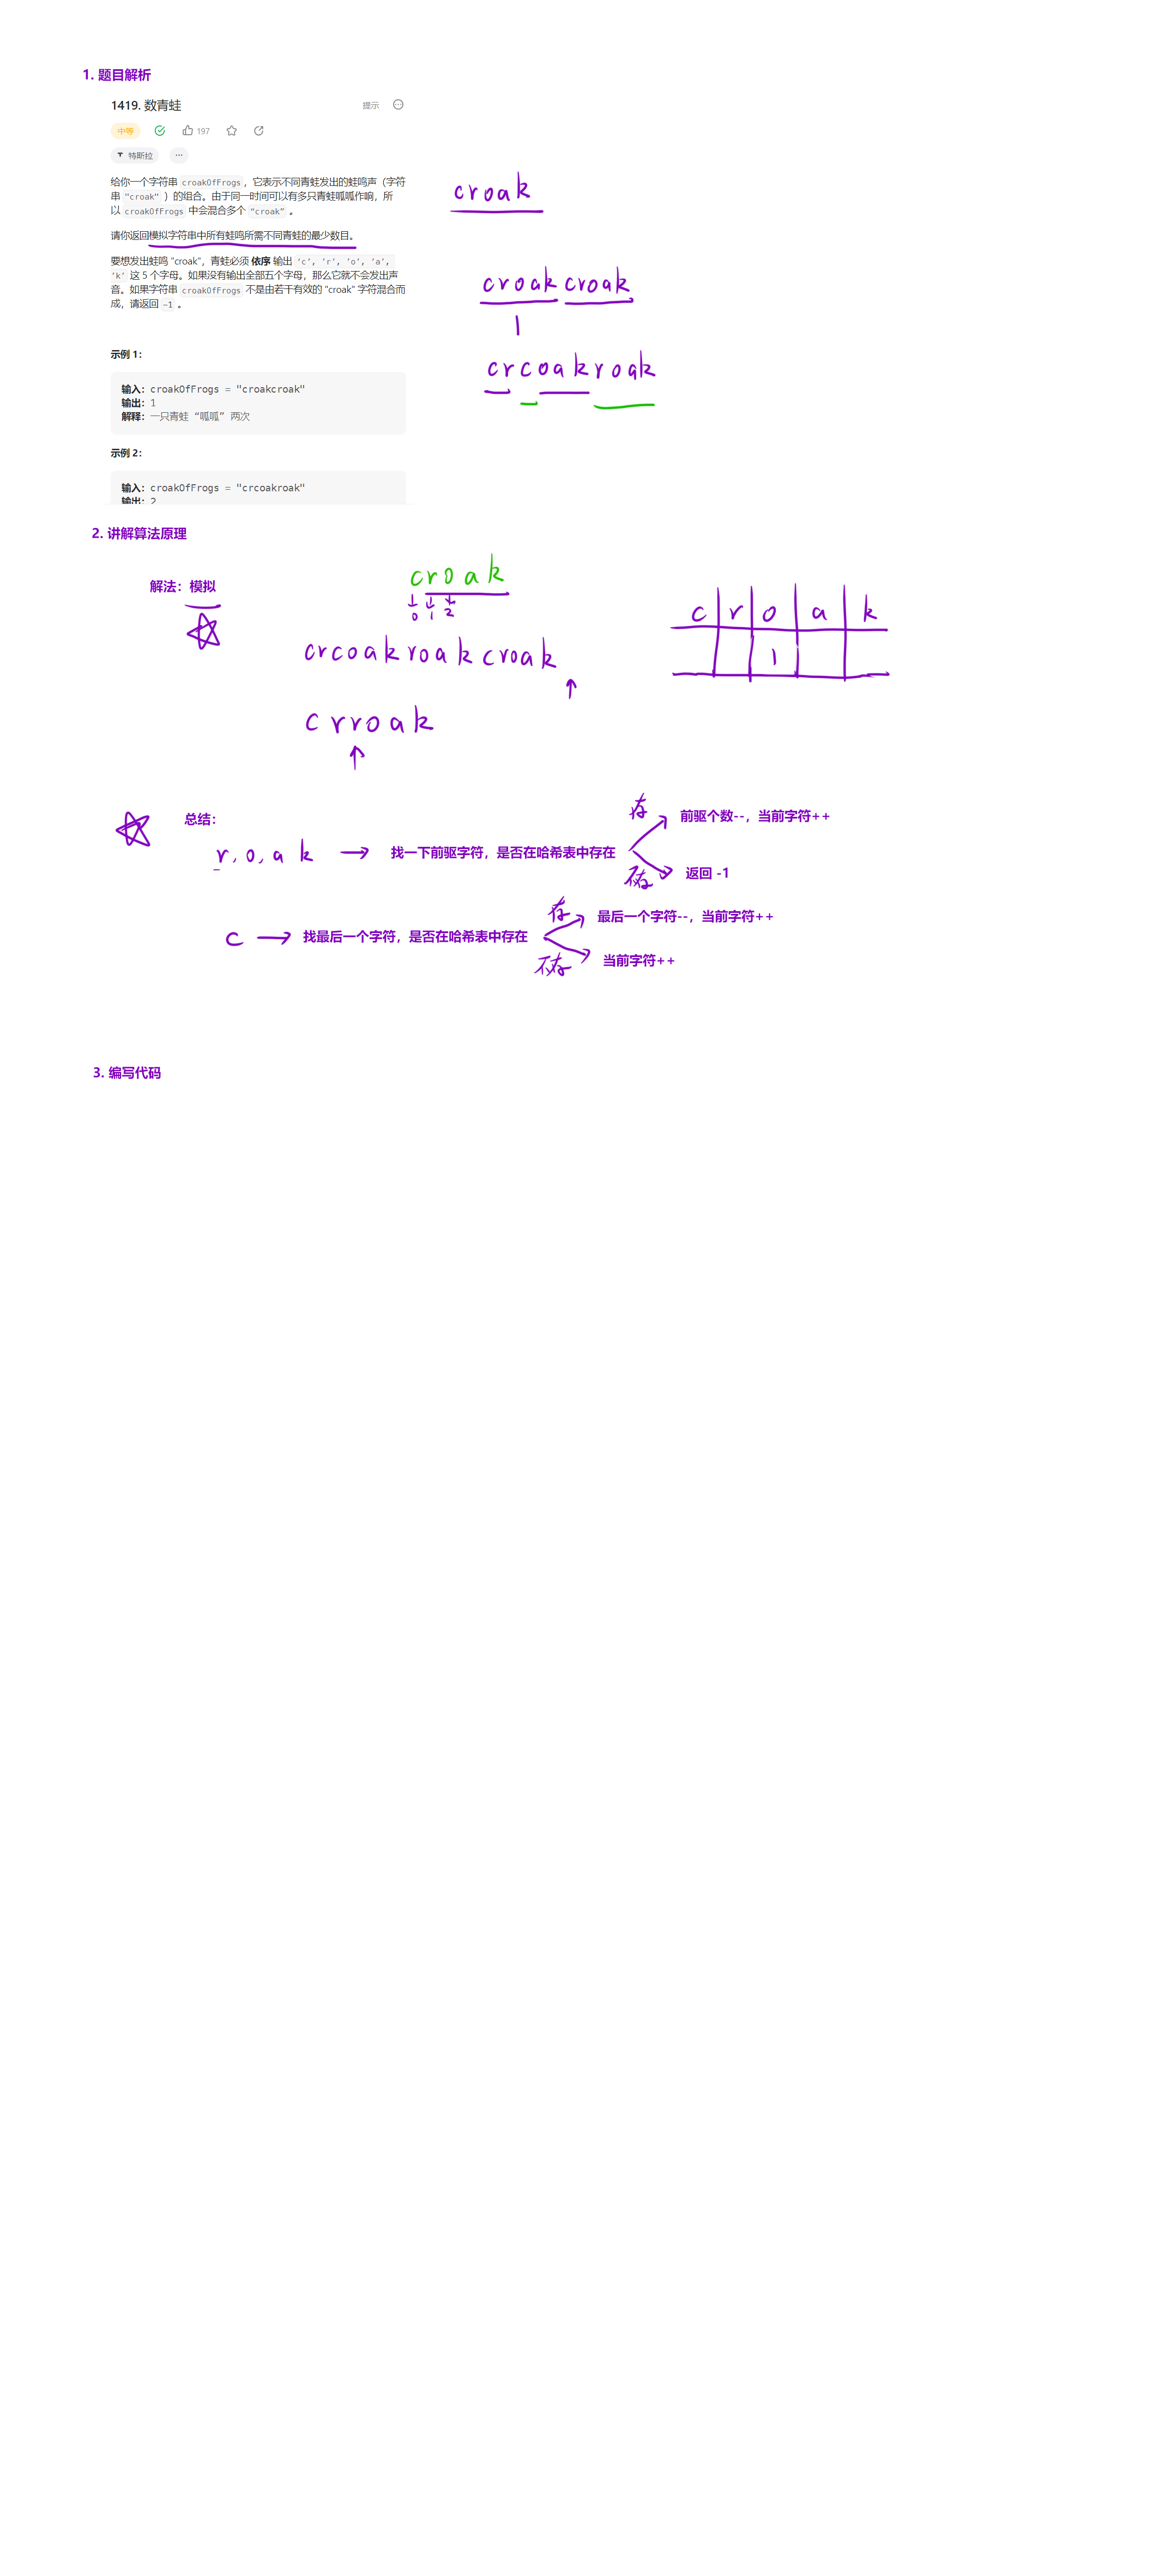 1. 题目解析
1419. 数青蛙
提示
中等
197
特斯拉
给你一个字符串 croakOfFrogs，它表示不同青蛙发出的蛙鸣声（字符
串 "croak" ）的组合。由于同一时间可以有多只青蛙呱呱作响，所
以 croakOfFrogs 中会混合多个 “croak” 。
请你返回模拟字符串中所有蛙鸣所需不同青蛙的最少数目。
要想发出蛙鸣 "croak"，青蛙必须 依序 输出 ‘c’, ’r’, ’o’, ’a’,
’k’ 这 5 个字母。如果没有输出全部五个字母，那么它就不会发出声
音。如果字符串 croakOfFrogs 不是由若干有效的 "croak" 字符混合而
成，请返回 -1 。
示例 1：
输入：croakOfFrogs = "croakcroak"
输出：1
解释：一只青蛙 “呱呱” 两次
示例 2：
输入：croakOfFrogs = "crcoakroak"
输出：2
croak
croak croak
1
crcoakroak
2. 讲解算法原理
解法：模拟
croak
0 1 2
crcoakroakcroak
c r o a k
1
crroak
总结：
r, o, a k
找一下前驱字符，是否在哈希表中存在
存
前驱个数--，当前字符++
不存
返回 -1
c
找最后一个字符，是否在哈希表中存在
存
最后一个字符--，当前字符++
不存
当前字符++
3. 编写代码